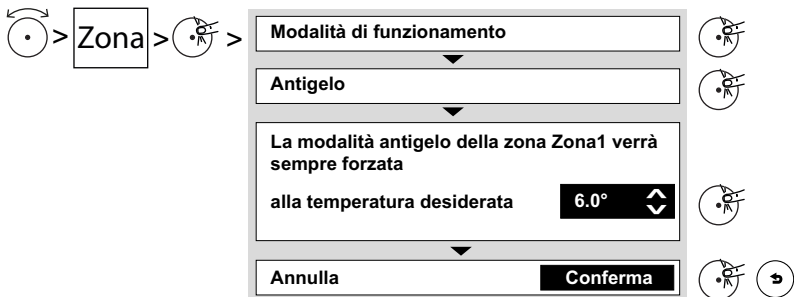 > Zona > >
Modalità di funzionamento
Antigelo
La modalità antigelo della zona Zona1 verrà
sempre forzata
alla temperatura desiderata 6.0°
Annulla Conferma